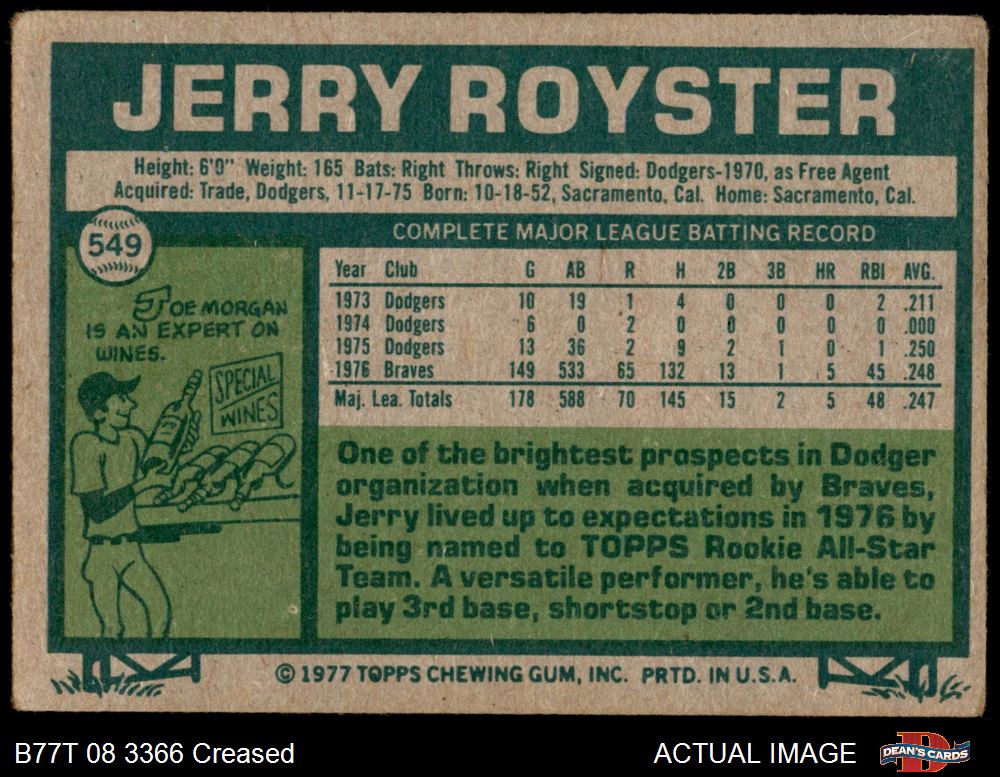 JERRY ROYSTER
Height: 6'0" Weight: 165 Bats: Right Throws: Right Signed: Dodgers-1970, as Free Agent
Acquired: Trade, Dodgers, 11-17-75 Born: 10-18-52, Sacramento, Cal. Home: Sacramento, Cal.
549
JOE MORGAN
IS AN EXPERT ON
WINES.
SPECIAL
WINES
COMPLETE MAJOR LEAGUE BATTING RECORD
Year Club G AB R H 2B 3B HR RBI AVG.
1973 Dodgers 10 19 1 4 0 0 0 2 .211
1974 Dodgers 6 0 2 0 0 0 0 0 .000
1975 Dodgers 13 36 2 9 2 1 0 1 .250
1976 Braves 149 533 65 132 13 1 5 45 .248
Maj. Lea. Totals 178 588 70 145 15 2 5 48 .247
One of the brightest prospects in Dodger
organization when acquired by Braves,
Jerry lived up to expectations in 1976 by
being named to TOPPS Rookie All-Star
Team. A versatile performer, he's able to
play 3rd base, shortstop or 2nd base.
© 1977 TOPPS CHEWING GUM, INC. PRTD. IN U.S.A.
B77T 08 3366 Creased
ACTUAL IMAGE
DEAN'S CARDS